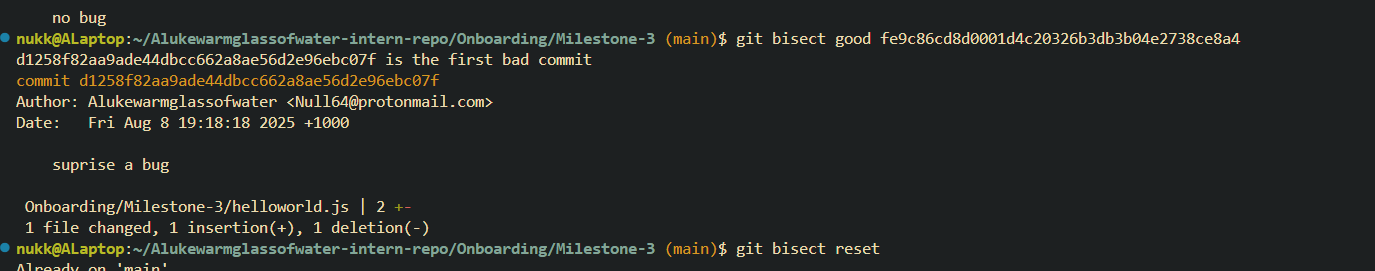 no bug
nukk@ALaptop:~/Alukewarmglassofwater-intern-repo/Onboarding/Milestone-3 (main)$ git bisect good fe9c86cd8d0001d4c20326b3db3b04e2738ce8a4
d1258f82aa9ade44dbcc662a8ae56d2e96ebc07f is the first bad commit
commit d1258f82aa9ade44dbcc662a8ae56d2e96ebc07f
Author: Alukewarmglassofwater <Null64@protonmail.com>
Date:   Fri Aug 8 19:18:18 2025 +1000
suprise a bug
Onboarding/Milestone-3/helloworld.js | 2 +-
1 file changed, 1 insertion(+), 1 deletion(-)
nukk@ALaptop:~/Alukewarmglassofwater-intern-repo/Onboarding/Milestone-3 (main)$ git bisect reset
Already on 'main'